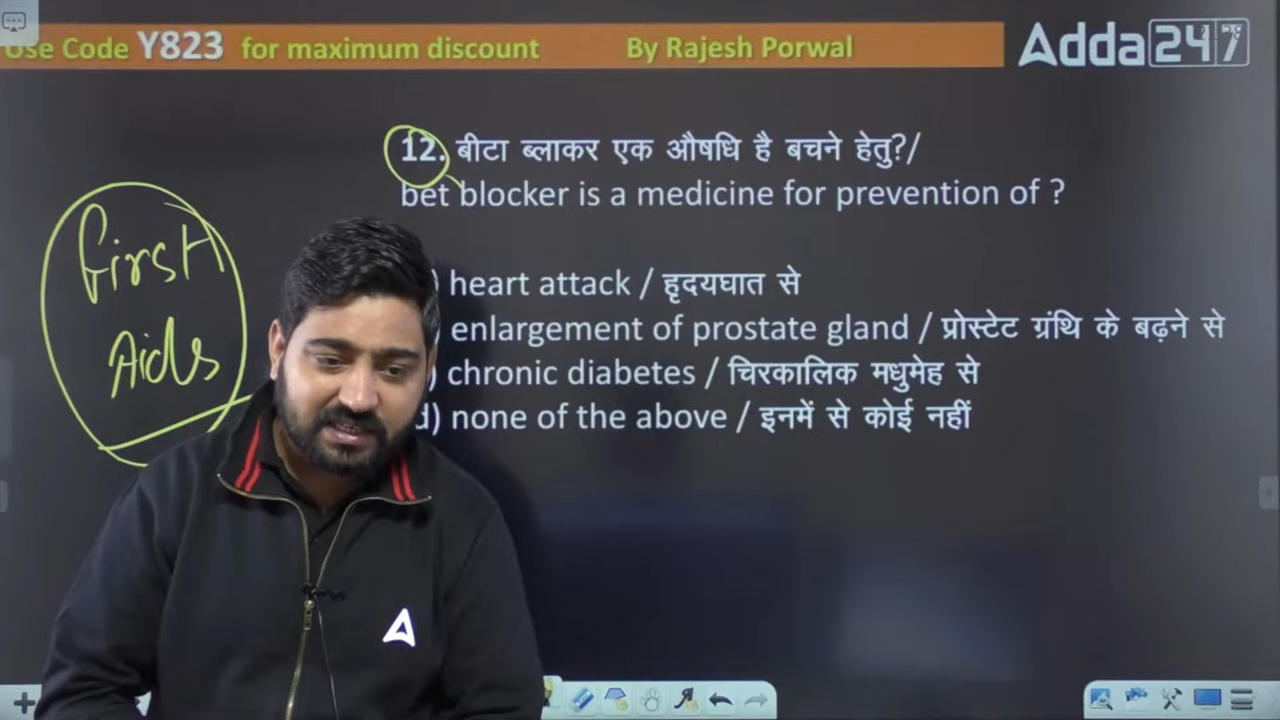 Use Code Y823 for maximum discount By Rajesh Porwal
Adda247
12. बीटा ब्लाकर एक औषधि है बचने हेतु?/
bet blocker is a medicine for prevention of ?
First
Aids
) heart attack / हृदयघात से
) enlargement of prostate gland / प्रोस्टेट ग्रंथि के बढ़ने से
) chronic diabetes / चिरकालिक मधुमेह से
d) none of the above / इनमें से कोई नहीं